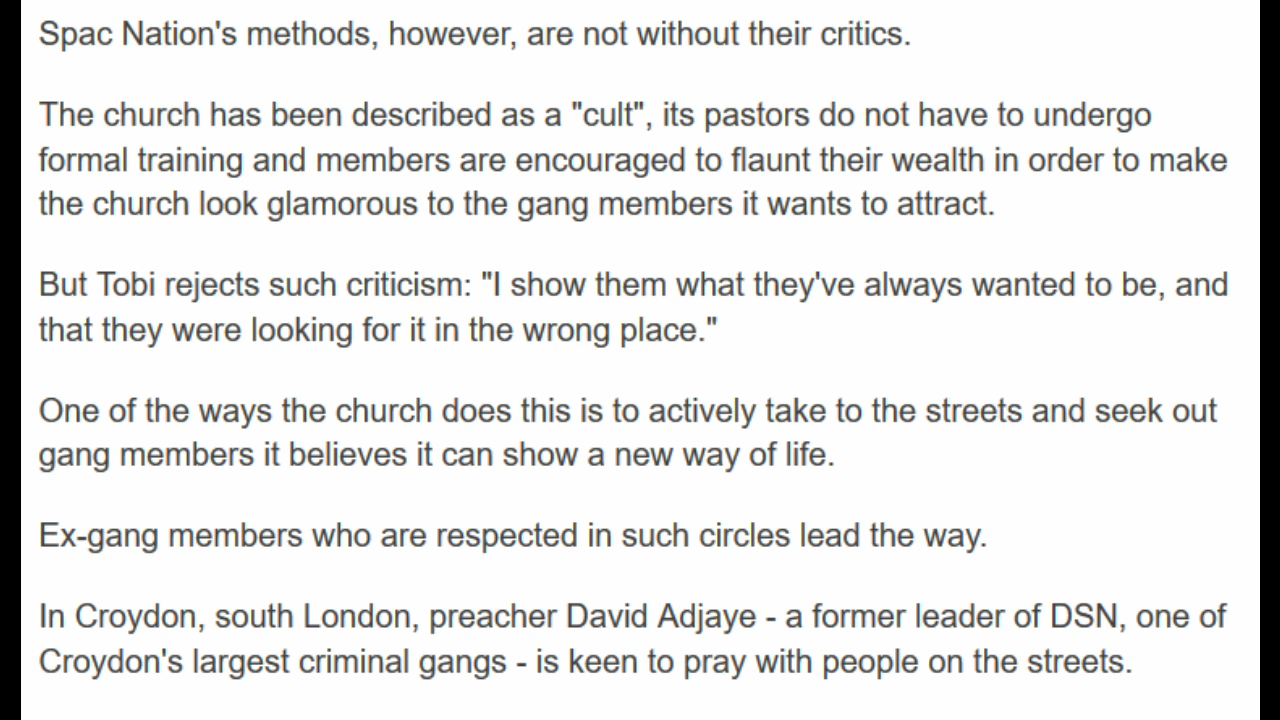 Spac Nation's methods, however, are not without their critics.
The church has been described as a "cult", its pastors do not have to undergo
formal training and members are encouraged to flaunt their wealth in order to make
the church look glamorous to the gang members it wants to attract.
But Tobi rejects such criticism: "I show them what they've always wanted to be, and
that they were looking for it in the wrong place."
One of the ways the church does this is to actively take to the streets and seek out
gang members it believes it can show a new way of life.
Ex-gang members who are respected in such circles lead the way.
In Croydon, south London, preacher David Adjaye - a former leader of DSN, one of
Croydon's largest criminal gangs - is keen to pray with people on the streets.